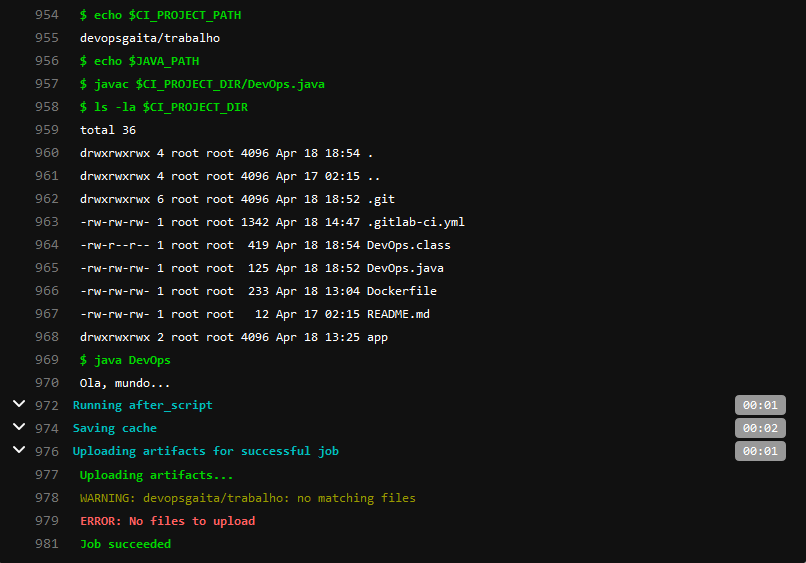 954 $ echo $CI_PROJECT_PATH
955 devopsgaita/trabalho
956 $ echo $JAVA_PATH
957 $ javac $CI_PROJECT_DIR/DevOps.java
958 $ ls -la $CI_PROJECT_DIR
959 total 36
960 drwxrwxrwx 4 root root 4096 Apr 18 18:54 .
961 drwxrwxrwx 4 root root 4096 Apr 17 02:15 ..
962 drwxrwxrwx 6 root root 4096 Apr 18 18:52 .git
963 -rw-rw-rw- 1 root root 1342 Apr 18 14:47 .gitlab-ci.yml
964 -rw-r--r-- 1 root root  419 Apr 18 18:54 DevOps.class
965 -rw-rw-rw- 1 root root  125 Apr 18 18:52 DevOps.java
966 -rw-rw-rw- 1 root root  233 Apr 18 13:04 Dockerfile
967 -rw-rw-rw- 1 root root   12 Apr 17 02:15 README.md
968 drwxrwxrwx 2 root root 4096 Apr 18 13:25 app
969 $ java DevOps
970 Ola, mundo...
972 Running after_script 00:01
974 Saving cache 00:02
976 Uploading artifacts for successful job 00:01
977 Uploading artifacts...
978 WARNING: devopsgaita/trabalho: no matching files
979 ERROR: No files to upload
981 Job succeeded